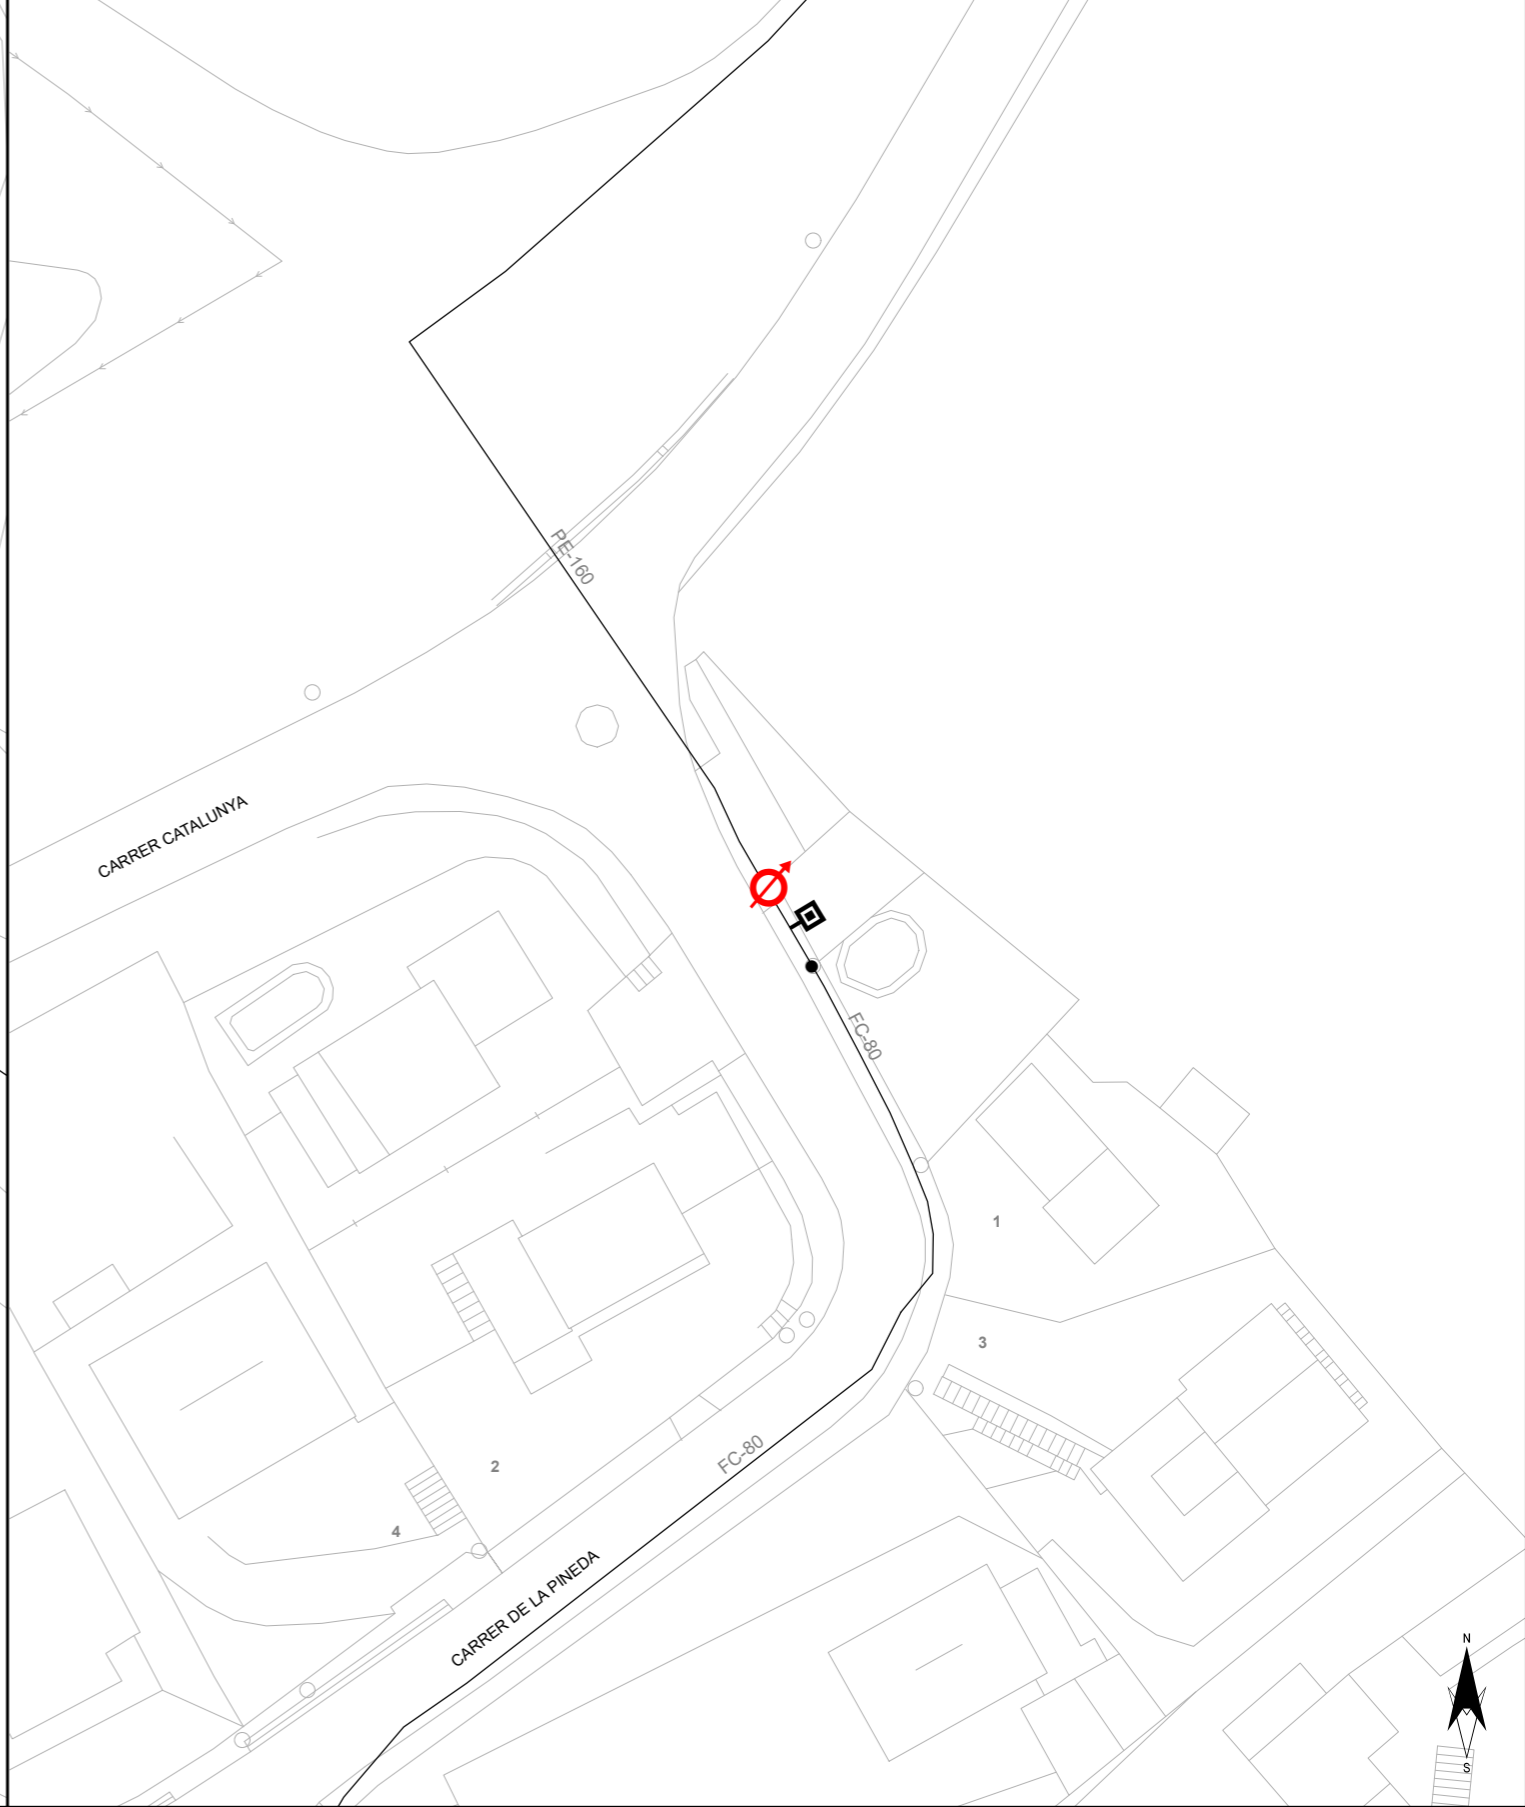 PE-160
CARRER CATALUNYA
FC-80
1
3
FC-80
2
4
CARRER DE LA PINEDA
N
S